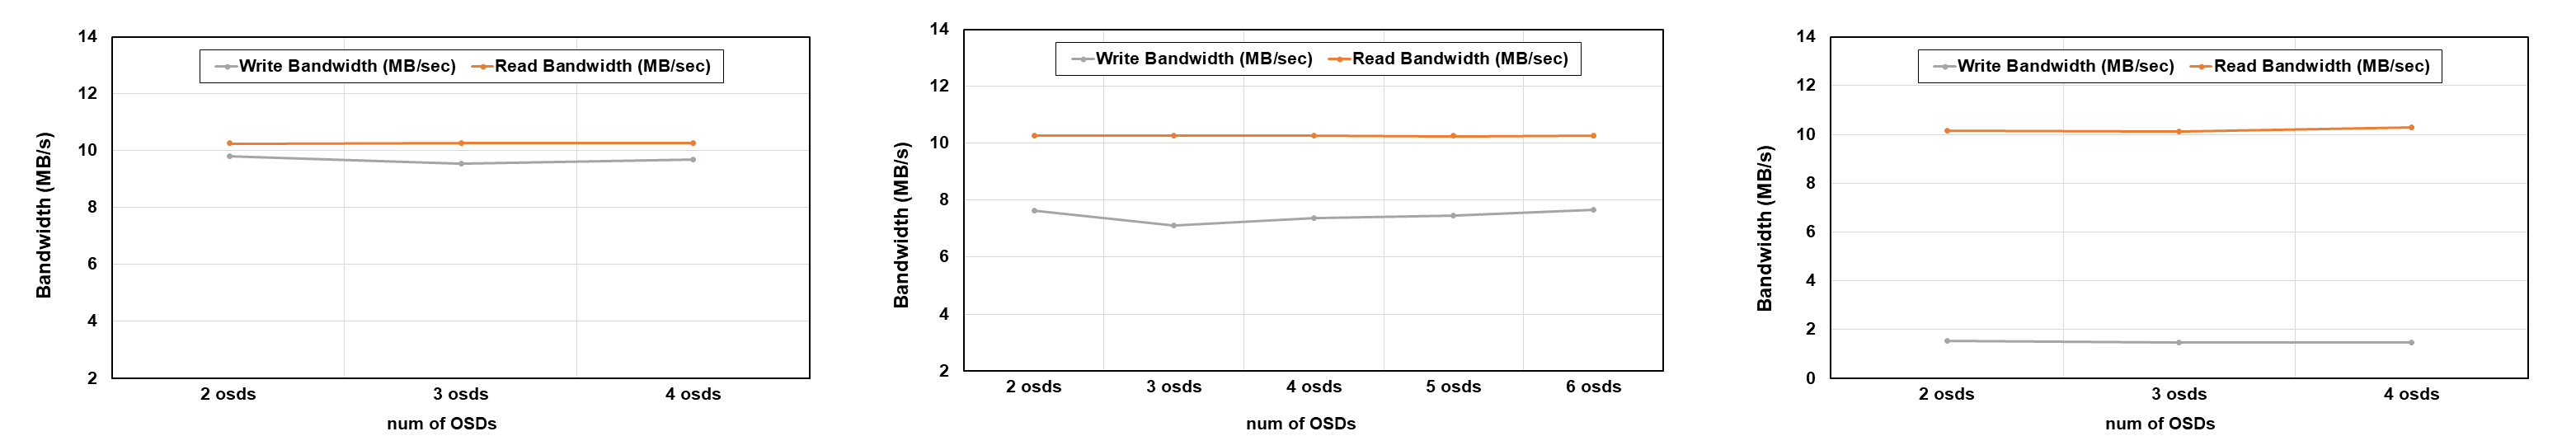 14
12
10
8
6
4
2
Bandwidth (MB/s)
Write Bandwidth (MB/sec) Read Bandwidth (MB/sec)
2 osds 3 osds 4 osds
num of OSDs
14
12
10
8
6
4
2
Bandwidth (MB/s)
Write Bandwidth (MB/sec) Read Bandwidth (MB/sec)
2 osds 3 osds 4 osds 5 osds 6 osds
num of OSDs
14
12
10
8
6
4
2
0
Bandwidth (MB/s)
Write Bandwidth (MB/sec) Read Bandwidth (MB/sec)
2 osds 3 osds 4 osds
num of OSDs